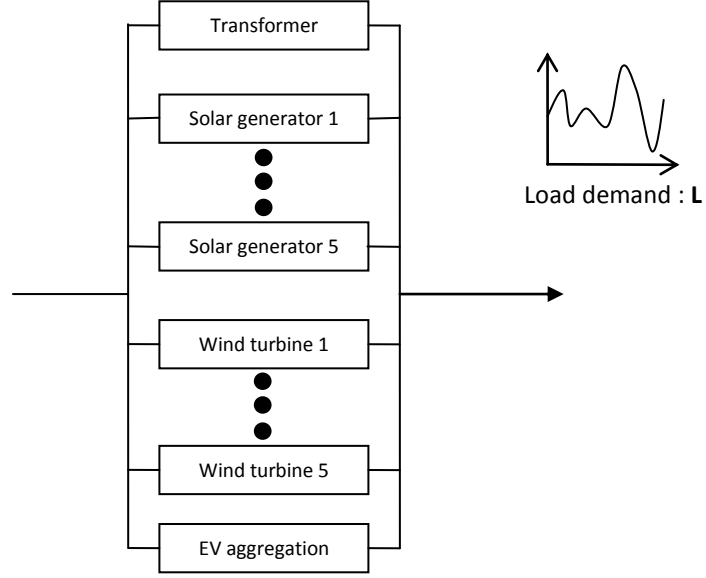 Transformer
Solar generator 1
Solar generator 5
Wind turbine 1
Wind turbine 5
EV aggregation
Load demand : L